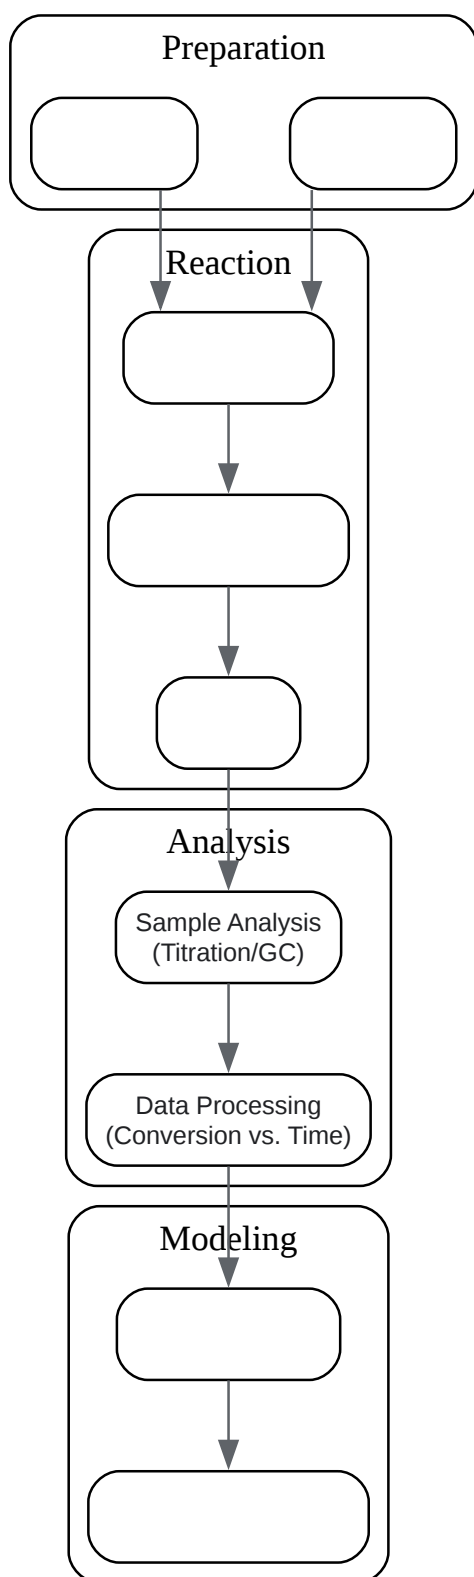 Preparation
Reaction
Analysis
Sample Analysis
(Titration/GC)
Data Processing
(Conversion vs. Time)
Modeling